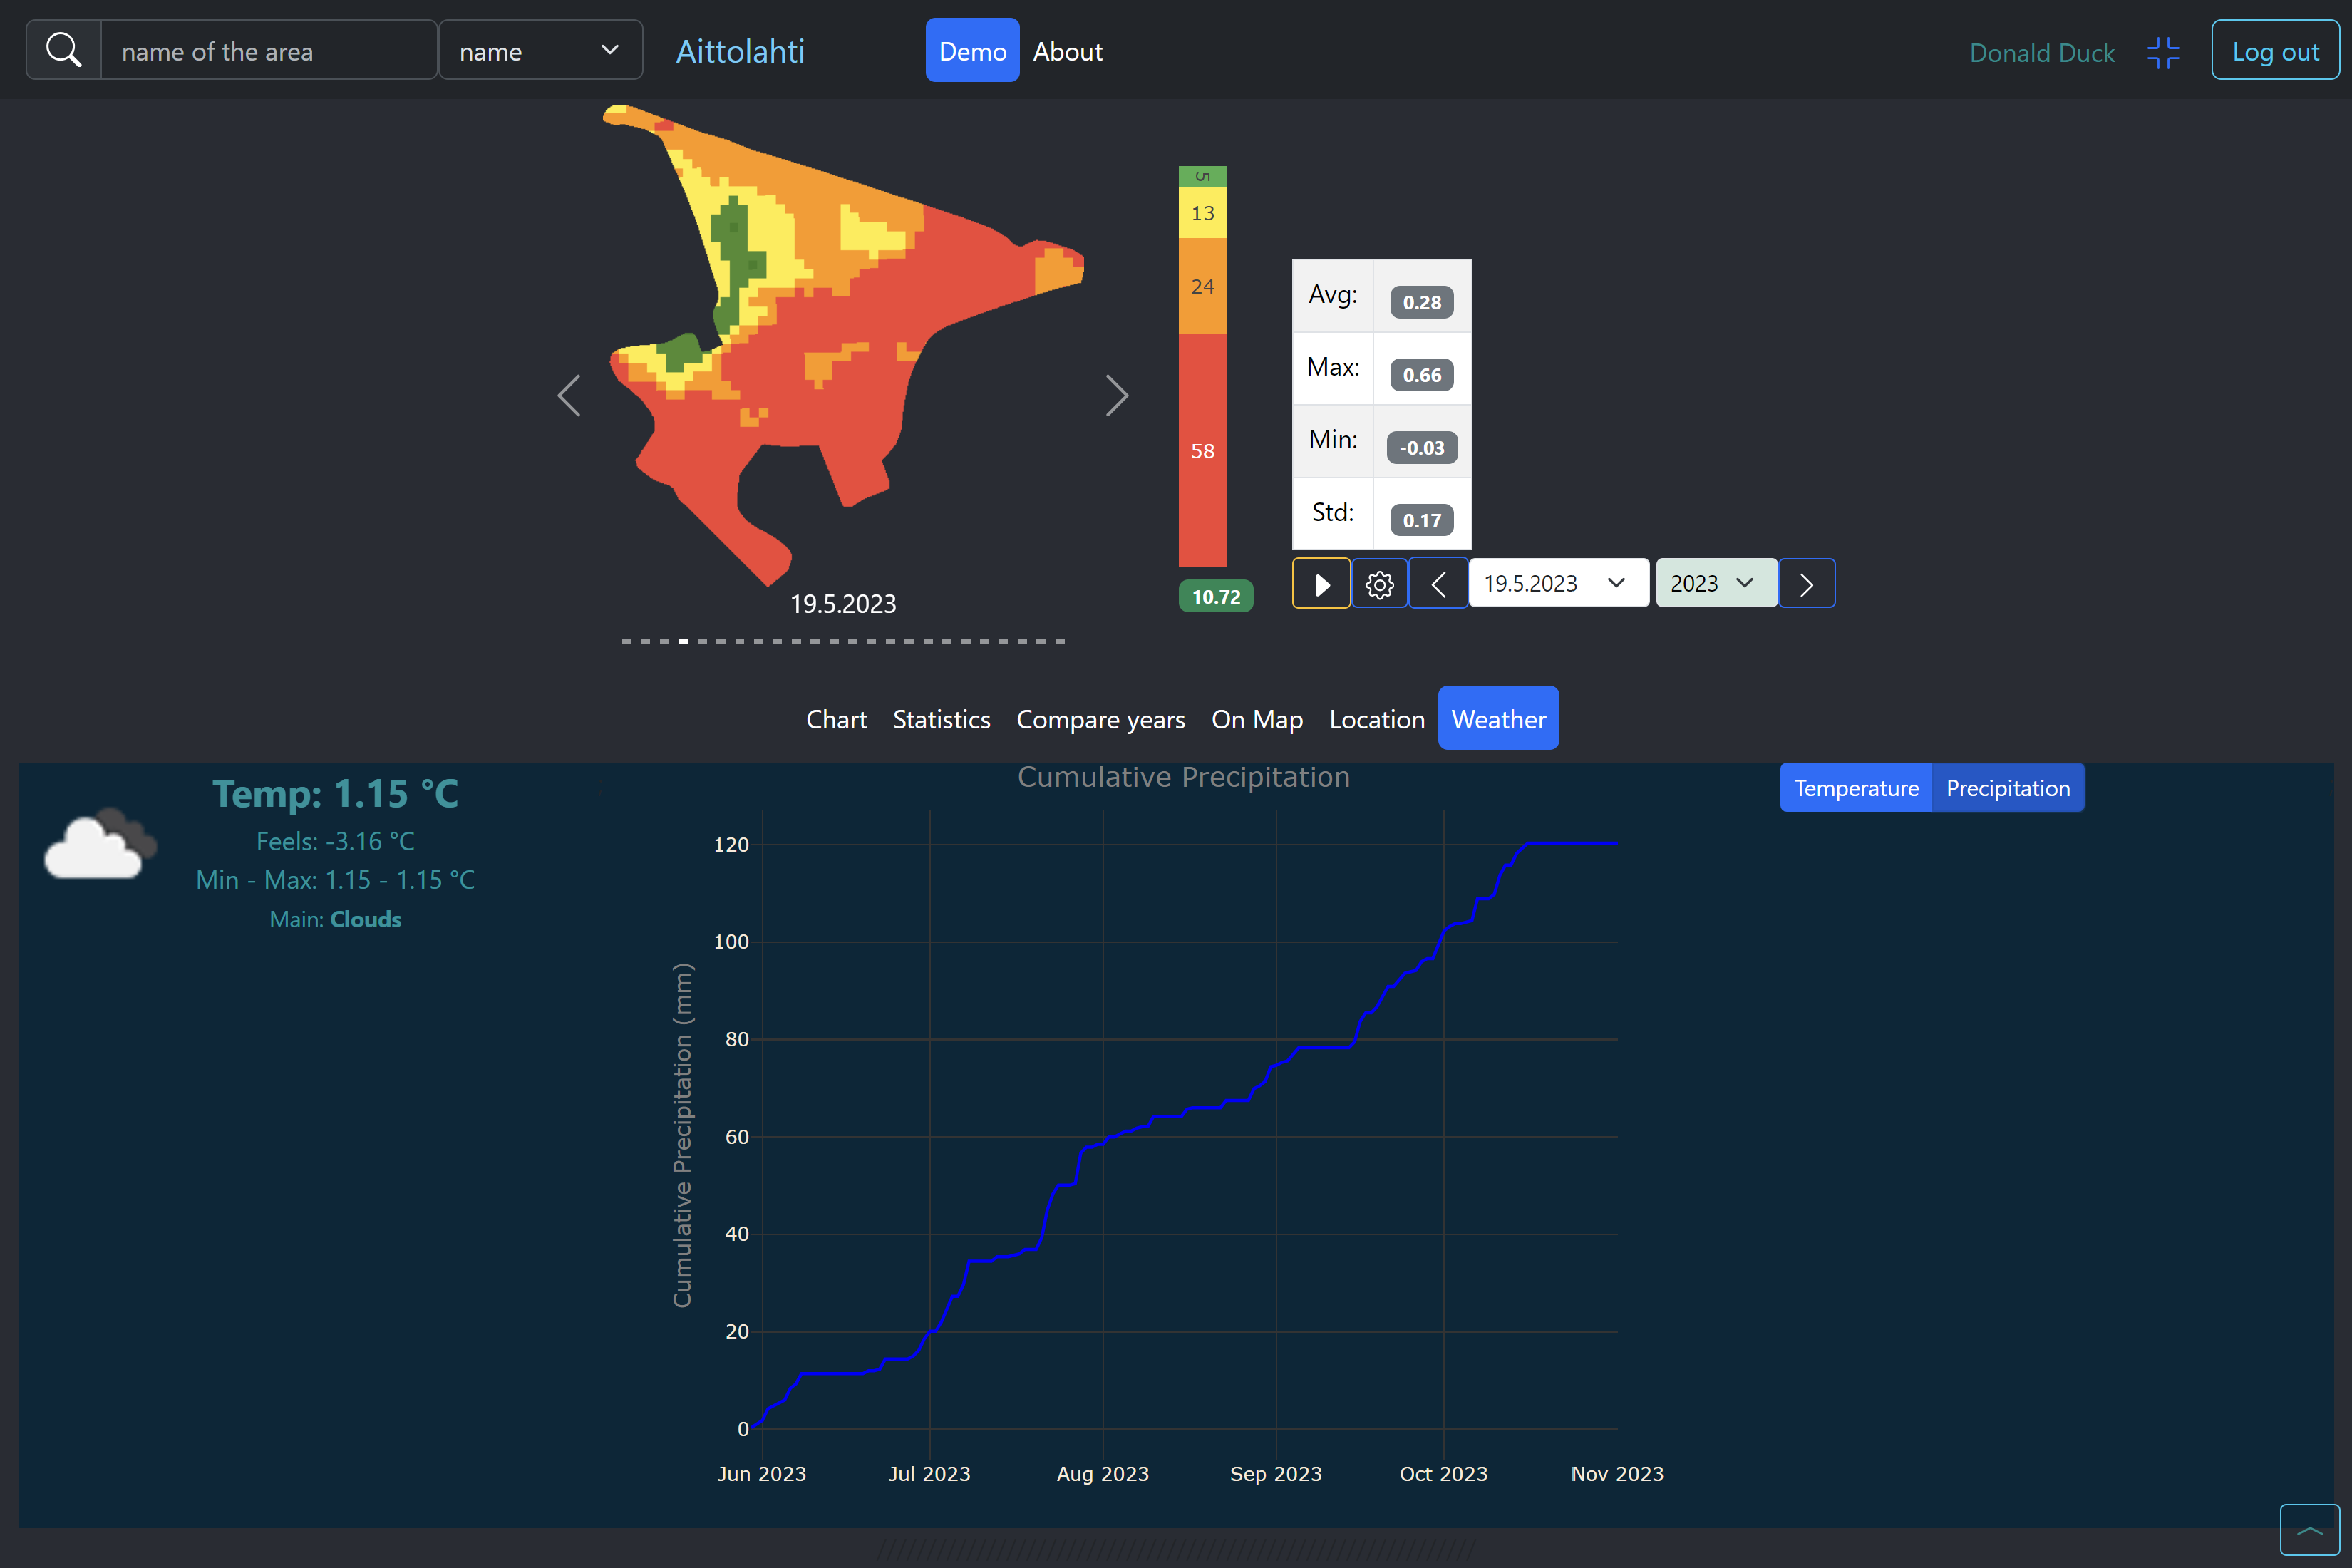 name of the area
name
Aittolahti
Demo
About
Donald Duck
Log out
5
13
24
58
10.72
Avg: 0.28
Max: 0.66
Min: -0.03
Std: 0.17
19.5.2023
2023
19.5.2023
Chart
Statistics
Compare years
On Map
Location
Weather
Temp: 1.15 °C
Feels: -3.16 °C
Min - Max: 1.15 - 1.15 °C
Main: Clouds
Cumulative Precipitation
Temperature
Precipitation
Cumulative Precipitation (mm)
120
100
80
60
40
20
0
Jun 2023
Jul 2023
Aug 2023
Sep 2023
Oct 2023
Nov 2023